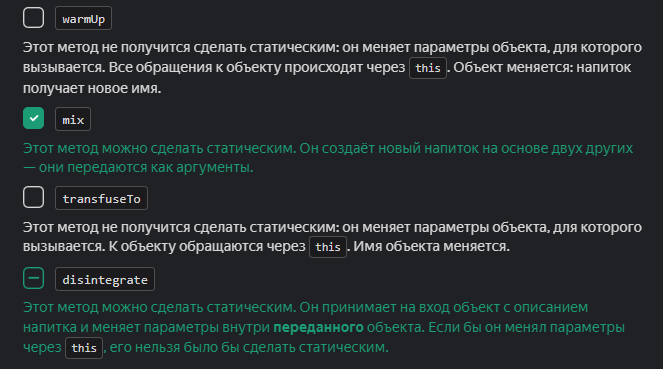 warmUp
Этот метод не получится сделать статическим: он меняет параметры объекта, для которого
вызывается. Все обращения к объекту происходят через this. Объект меняется: напиток
получает новое имя.
mix
Этот метод можно сделать статическим. Он создаёт новый напиток на основе двух других
— они передаются как аргументы.
transfuseTo
Этот метод не получится сделать статическим: он меняет параметры объекта, для которого
вызывается. К объекту обращаются через this. Имя объекта меняется.
disintegrate
Этот метод можно сделать статическим. Он принимает на вход объект с описанием
напитка и меняет параметры внутри переданного объекта. Если бы он менял параметры
через this, его нельзя было бы сделать статическим.